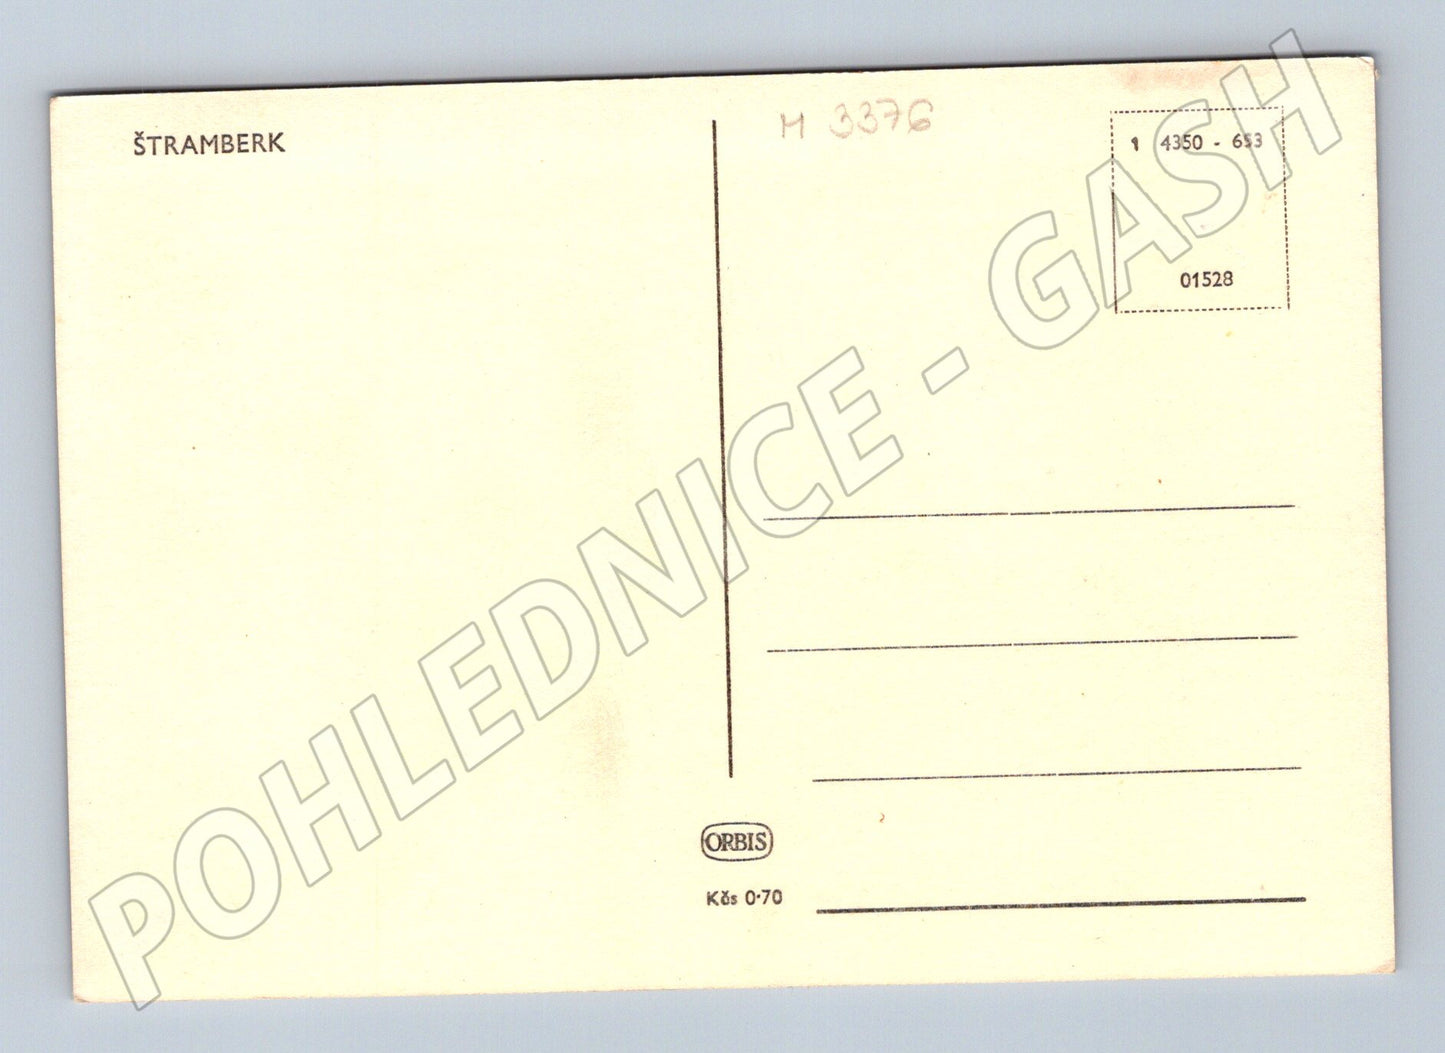 ŠTRAMBERK
M 3376
1 4350 - 653
01528
POHLEDNICE - GASH
ORBIS
Kčs 0·70